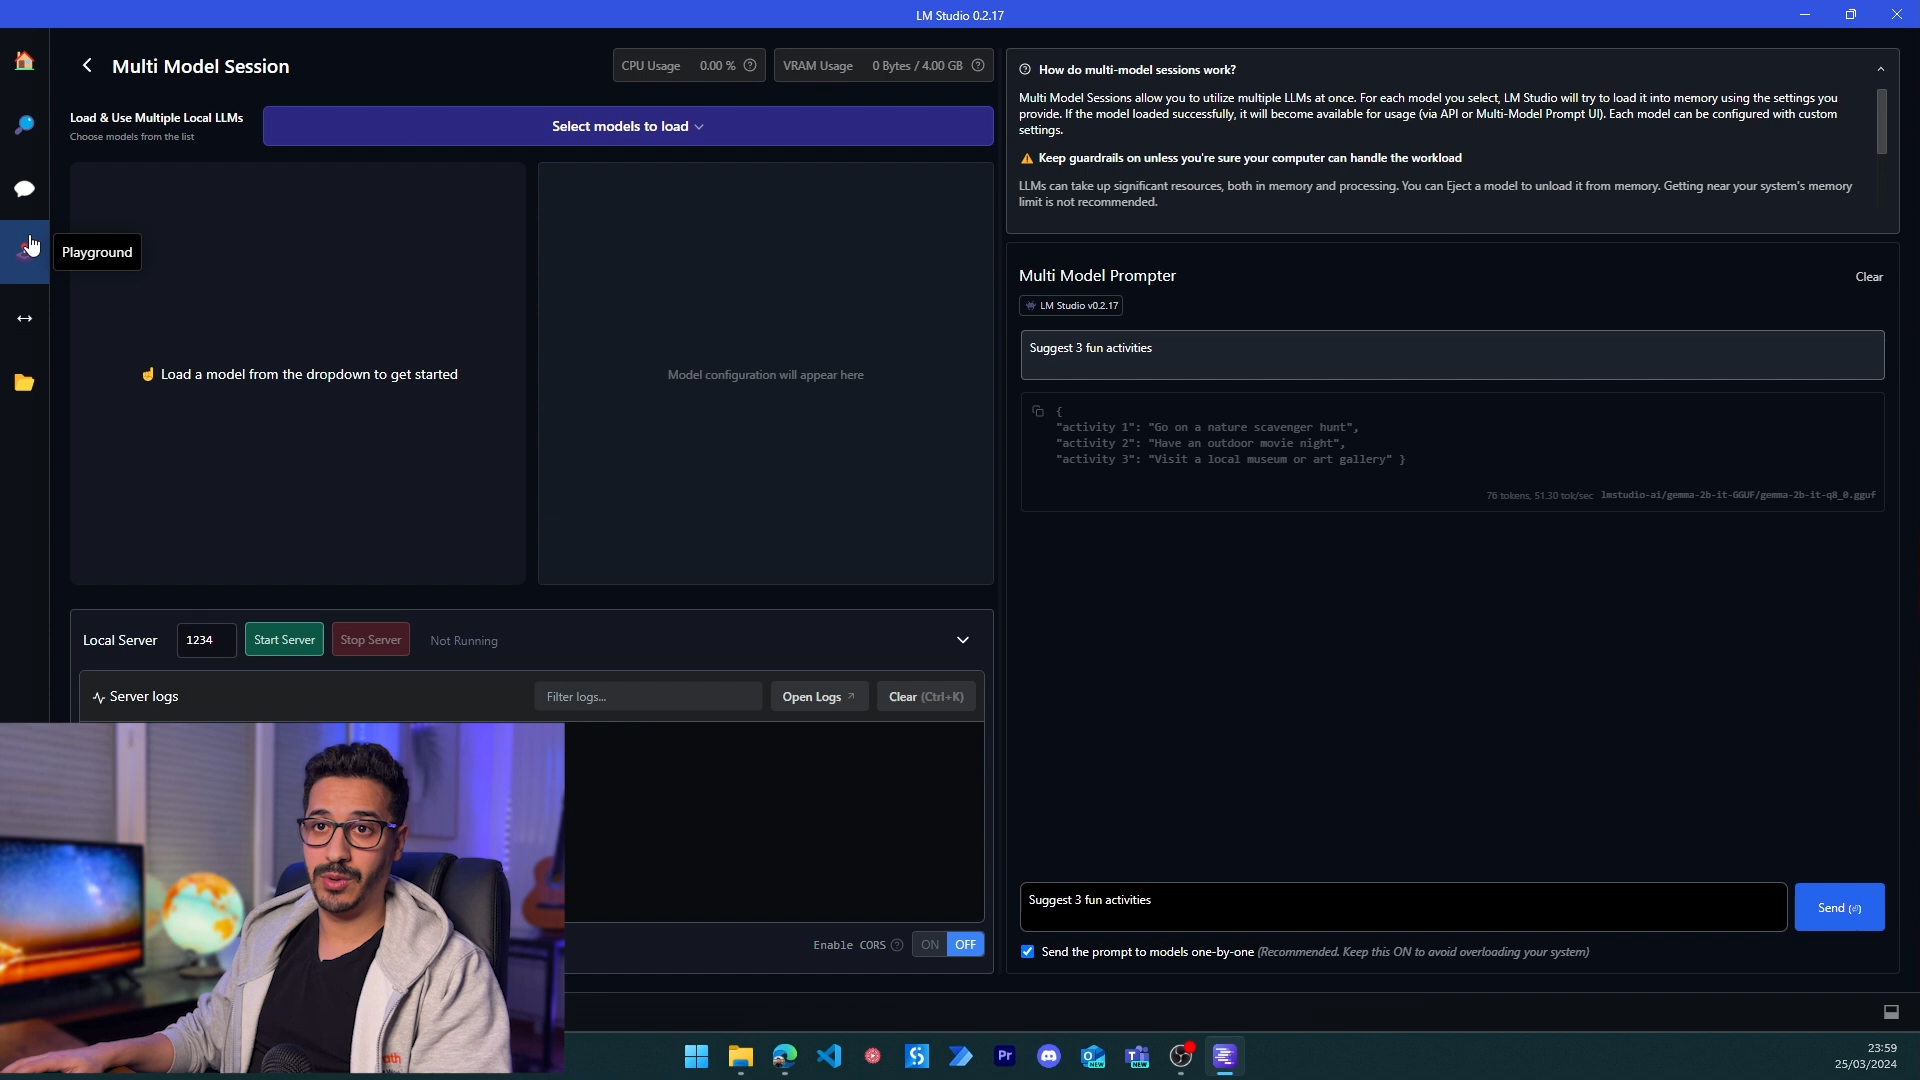 LM Studio 0.2.17
Multi Model Session
CPU Usage 0.00 %
VRAM Usage 0 Bytes / 4.00 GB
Load & Use Multiple Local LLMs
Choose models from the list
Select models to load
Playground
☝ Load a model from the dropdown to get started
Model configuration will appear here
Local Server 1234 Start Server Stop Server Not Running
Server logs Filter logs... Open Logs Clear (Ctrl+K)
Enable CORS ON OFF
How do multi-model sessions work?
Multi Model Sessions allow you to utilize multiple LLMs at once. For each model you select, LM Studio will try to load it into memory using the settings you
provide. If the model loaded successfully, it will become available for usage (via API or Multi-Model Prompt UI). Each model can be configured with custom
settings.
⚠ Keep guardrails on unless you're sure your computer can handle the workload
LLMs can take up significant resources, both in memory and processing. You can Eject a model to unload it from memory. Getting near your system's memory
limit is not recommended.
Multi Model Prompter Clear
LM Studio v0.2.17
Suggest 3 fun activities
{
"activity 1": "Go on a nature scavenger hunt",
"activity 2": "Have an outdoor movie night",
"activity 3": "Visit a local museum or art gallery" }
76 tokens, 51.30 tok/sec lmstudio-ai/gemma-2b-it-GGUF/gemma-2b-it-q8_0.gguf
Suggest 3 fun activities
Send (⏎)
Send the prompt to models one-by-one (Recommended. Keep this ON to avoid overloading your system)
Pr
NEW
NEW
23:59
25/03/2024